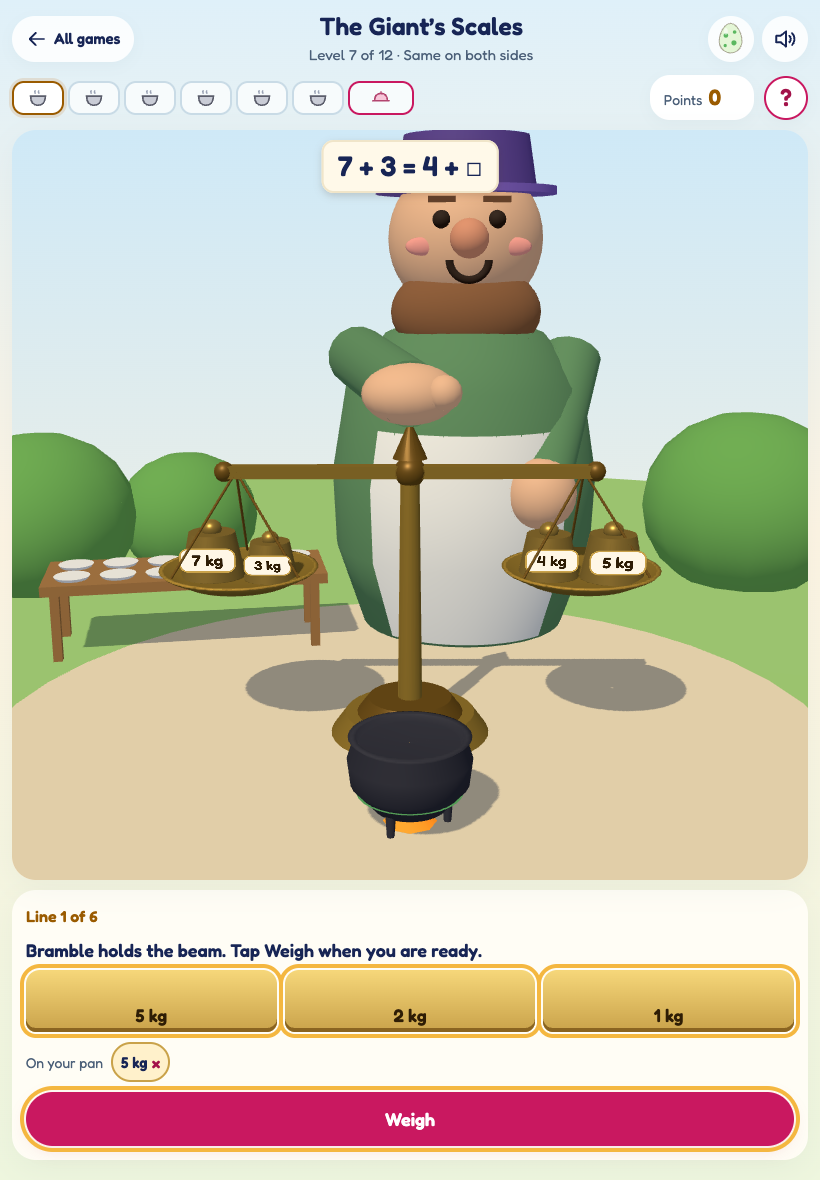 All games
The Giant's Scales
Level 7 of 12 · Same on both sides
Points 0
?
7 + 3 = 4 + □
7 kg
3 kg
4 kg
5 kg
Line 1 of 6
Bramble holds the beam. Tap Weigh when you are ready.
5 kg
2 kg
1 kg
On your pan
5 kg ×
Weigh